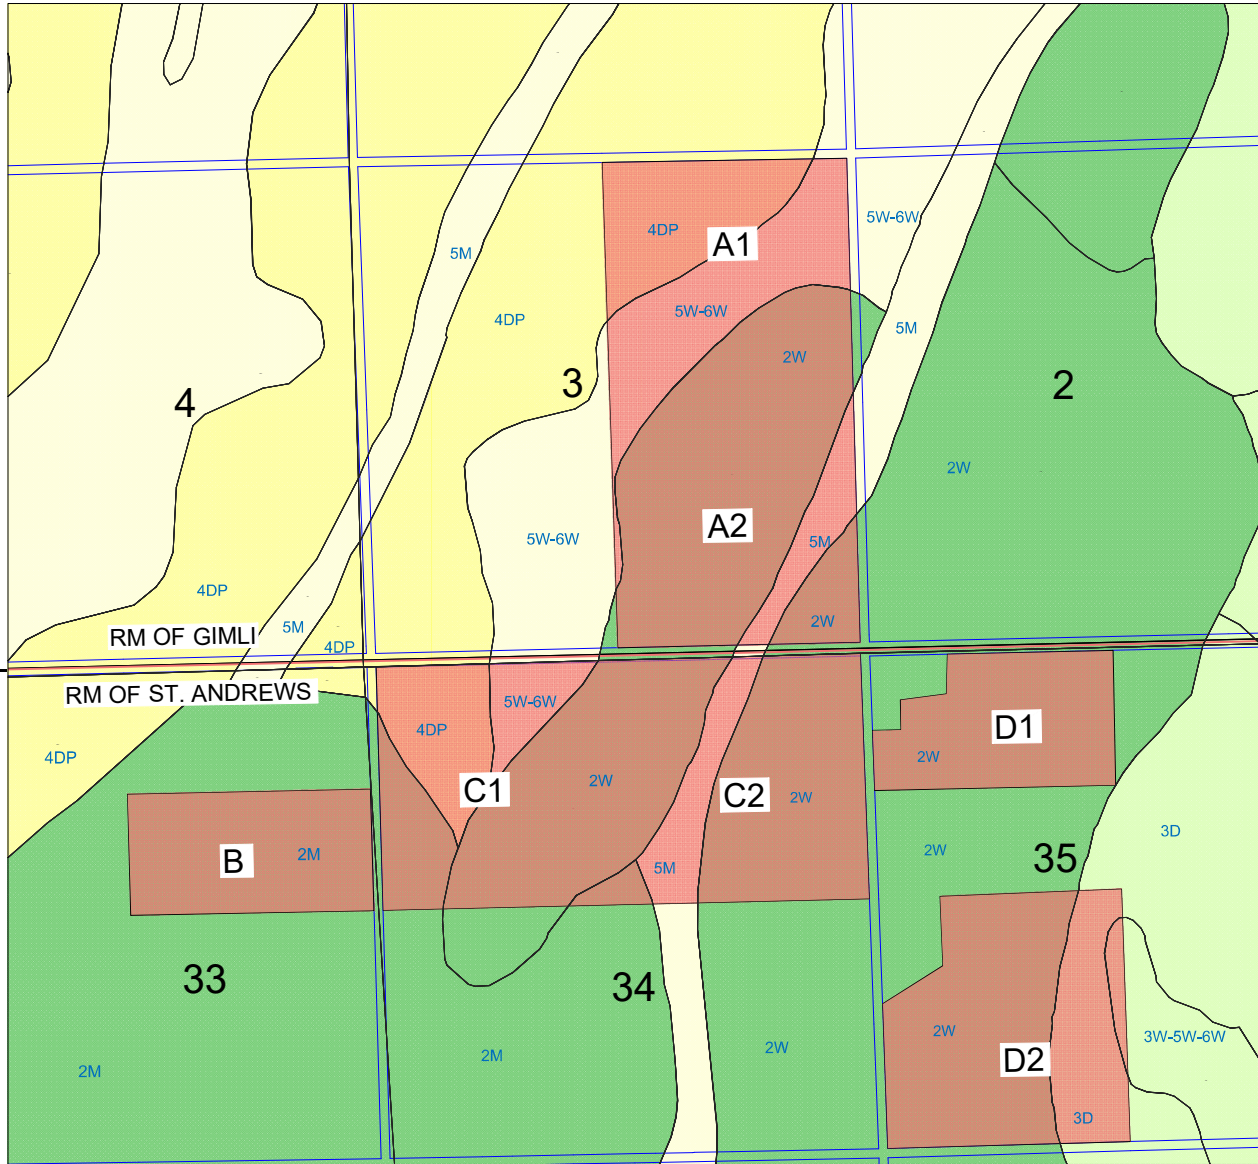 5W-6W
4DP
A1
5M
5W-6W
4DP
5M
2W
3
2
4
2W
A2
5W-6W
5M
4DP
2W
5M
RM OF GIMLI
4DP
RM OF ST. ANDREWS
5W-6W
4DP
D1
4DP
2W
2W
C1
C2
2W
3D
2W
2M
35
B
5M
33
34
2W
3W-5W-6W
2W
2M
D2
2M
3D